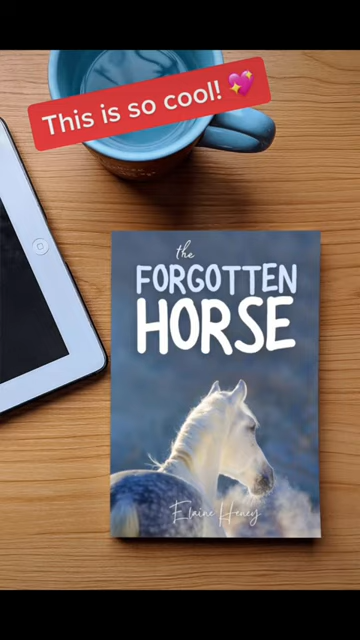 This is so cool! 💖
the
FORGOTTEN
HORSE
Elaine Heney